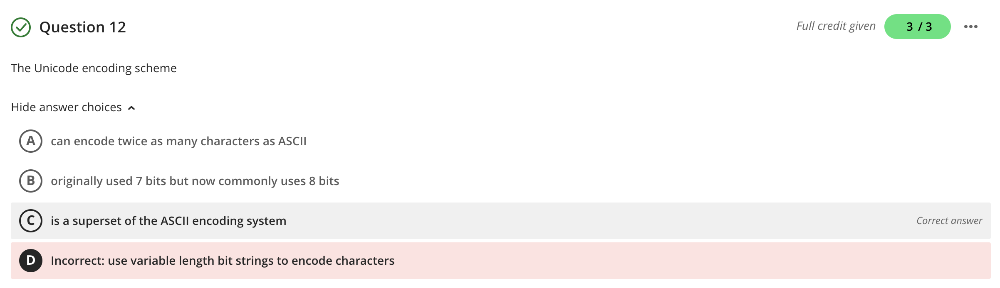 Question 12
Full credit given 3 / 3
The Unicode encoding scheme
Hide answer choices
A can encode twice as many characters as ASCII
B originally used 7 bits but now commonly uses 8 bits
C is a superset of the ASCII encoding system Correct answer
D Incorrect: use variable length bit strings to encode characters